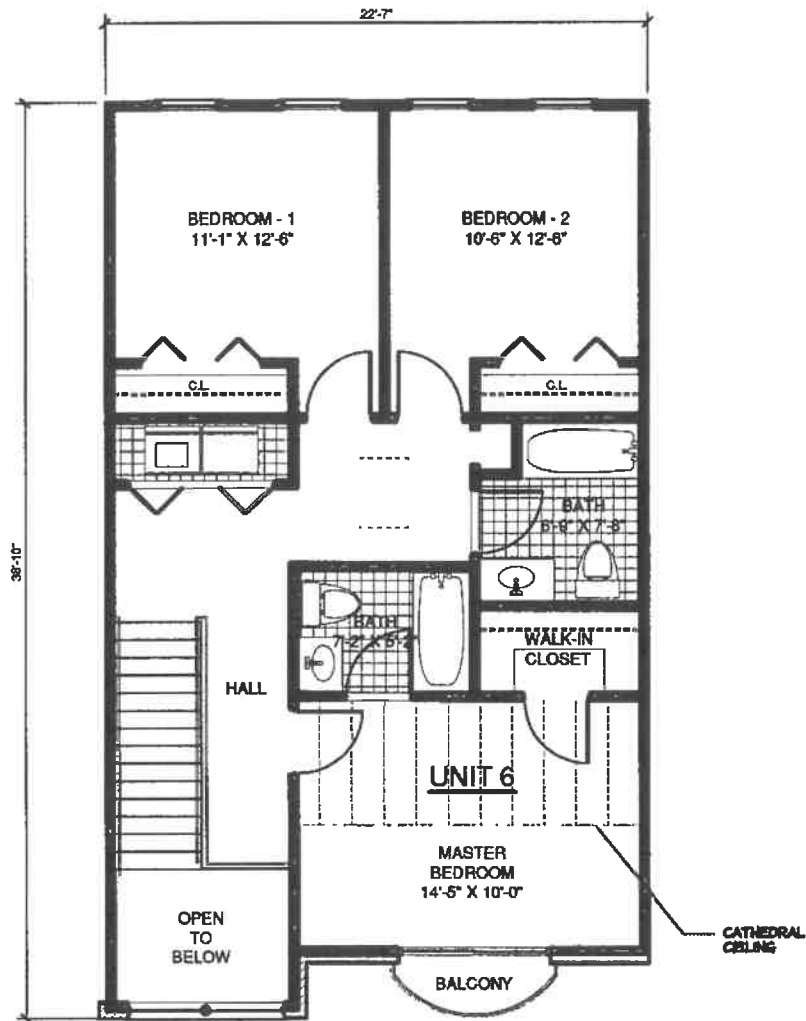 22'-7"
BEDROOM - 1
11'-1" X 12'-6"
BEDROOM - 2
10'-6" X 12'-6"
C.L.
C.L.
38'-10"
BATH
6'-9" X 7'-8"
BATH
7'-2" X 5'-2"
WALK-IN
CLOSET
HALL
UNIT 6
MASTER
BEDROOM
14'-5" X 10'-0"
OPEN
TO
BELOW
BALCONY
CATHEDRAL
CEILING